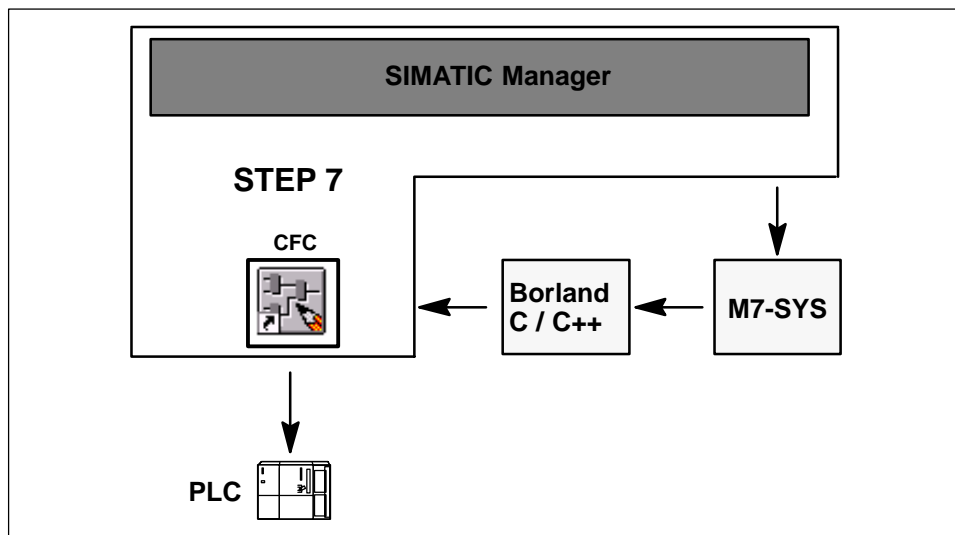 SIMATIC Manager
STEP 7
CFC
Borland
C / C++
M7-SYS
PLC